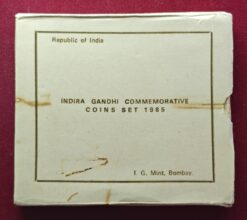 Republic of India
INDIRA GANDHI COMMEMORATIVE
COINS SET 1985
I. G. Mint, Bombay.